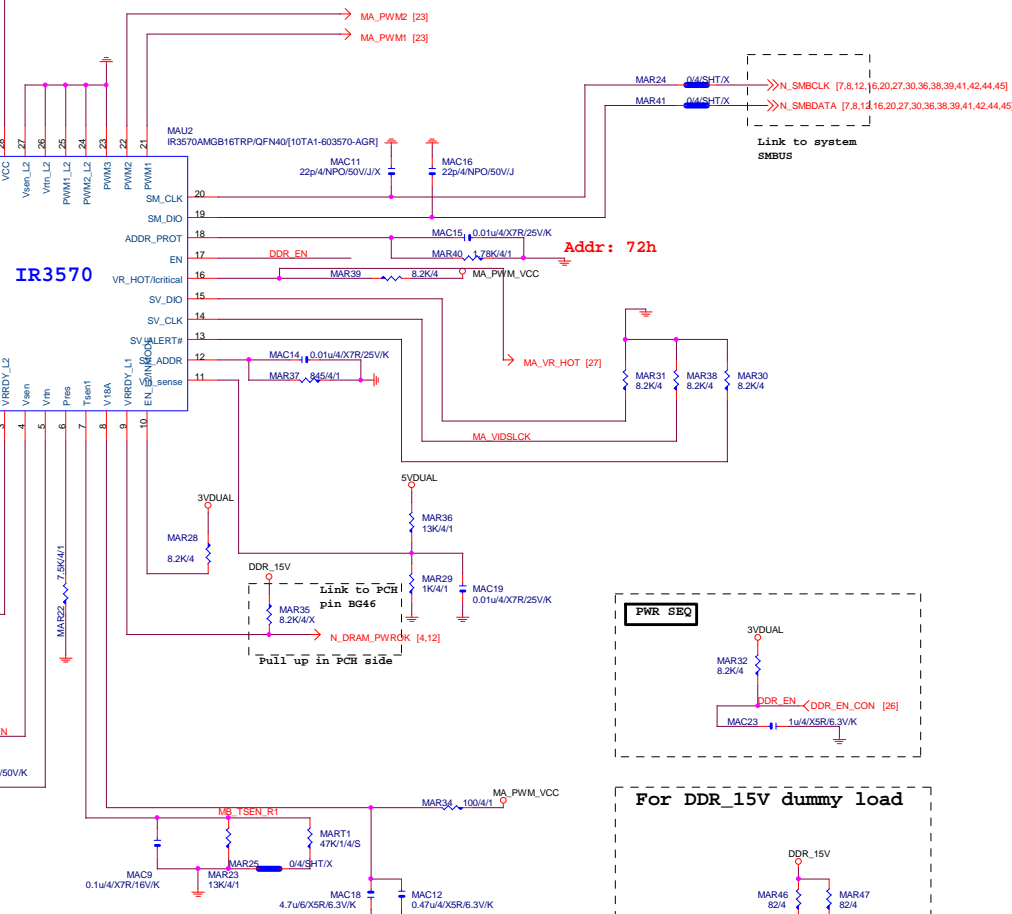 MA_PWM2 [23]
MA_PWM1 [23]
MAR24 0/4/SHT/X
N_SMBCLK [7,8,12,16,20,27,30,36,38,39,41,42,44,45]
MAR41 0/4/SHT/X
N_SMBDATA [7,8,12,16,20,27,30,36,38,39,41,42,44,45
Link to system
SMBUS
MAU2
IR3570AMGB16TRP/QFN40/[10TA1-603570-AGR]
28 27 26 25 24 23 22 21
VCC Vsen_L2 Vrtn_L2 PWM1_L2 PWM2_L2 PWM3 PWM2 PWM1
MAC11
22p/4/NPO/50V/J/X
MAC16
22p/4/NPO/50V/J
SM_CLK 20
SM_DIO 19
ADDR_PROT 18
EN 17
VR_HOT/Icritical 16
SV_DIO 15
SV_CLK 14
SV_ALERT# 13
SM_ADDR 12
Vin_sense 11
IR3570
MAC15 0.01u/4/X7R/25V/K
MAR40 1.78K/4/1
Addr: 72h
DDR_EN
MAR39 8.2K/4
MA_PWM_VCC
MAC14 0.01u/4/X7R/25V/K
MAR37 845/4/1
MA_VR_HOT [27]
MAR31
8.2K/4
MAR38
8.2K/4
MAR30
8.2K/4
MA_VIDSLCK
VRRDY_L2 Vsen Vrtn Pres Tsen1 V18A VRRDY_L1
3 4 5 6 7 8 9 10
3VDUAL
MAR28
8.2K/4
5VDUAL
MAR36
13K/4/1
MAR29
1K/4/1
MAC19
0.01u/4/X7R/25V/K
MAR22 7.5K/4/1
DDR_15V
Link to PCH
pin BG46
MAR35
8.2K/4/X
N_DRAM_PWROK [4,12]
Pull up in PCH side
PWR SEQ
3VDUAL
MAR32
8.2K/4
DDR_EN
DDR_EN_CON [26]
MAC23 1u/4/X5R/6.3V/K
N
/50V/K
MAR34 100/4/1
MA_PWM_VCC
MB_TSEN_R1
MART1
47K/1/4/S
MAR25 0/4/SHT/X
MAC9
0.1u/4/X7R/16V/K
MAR23
13K/4/1
MAC18
4.7u/6/X5R/6.3V/K
MAC12
0.47u/4/X5R/6.3V/K
For DDR_15V dummy load
DDR_15V
MAR46
82/4
MAR47
82/4